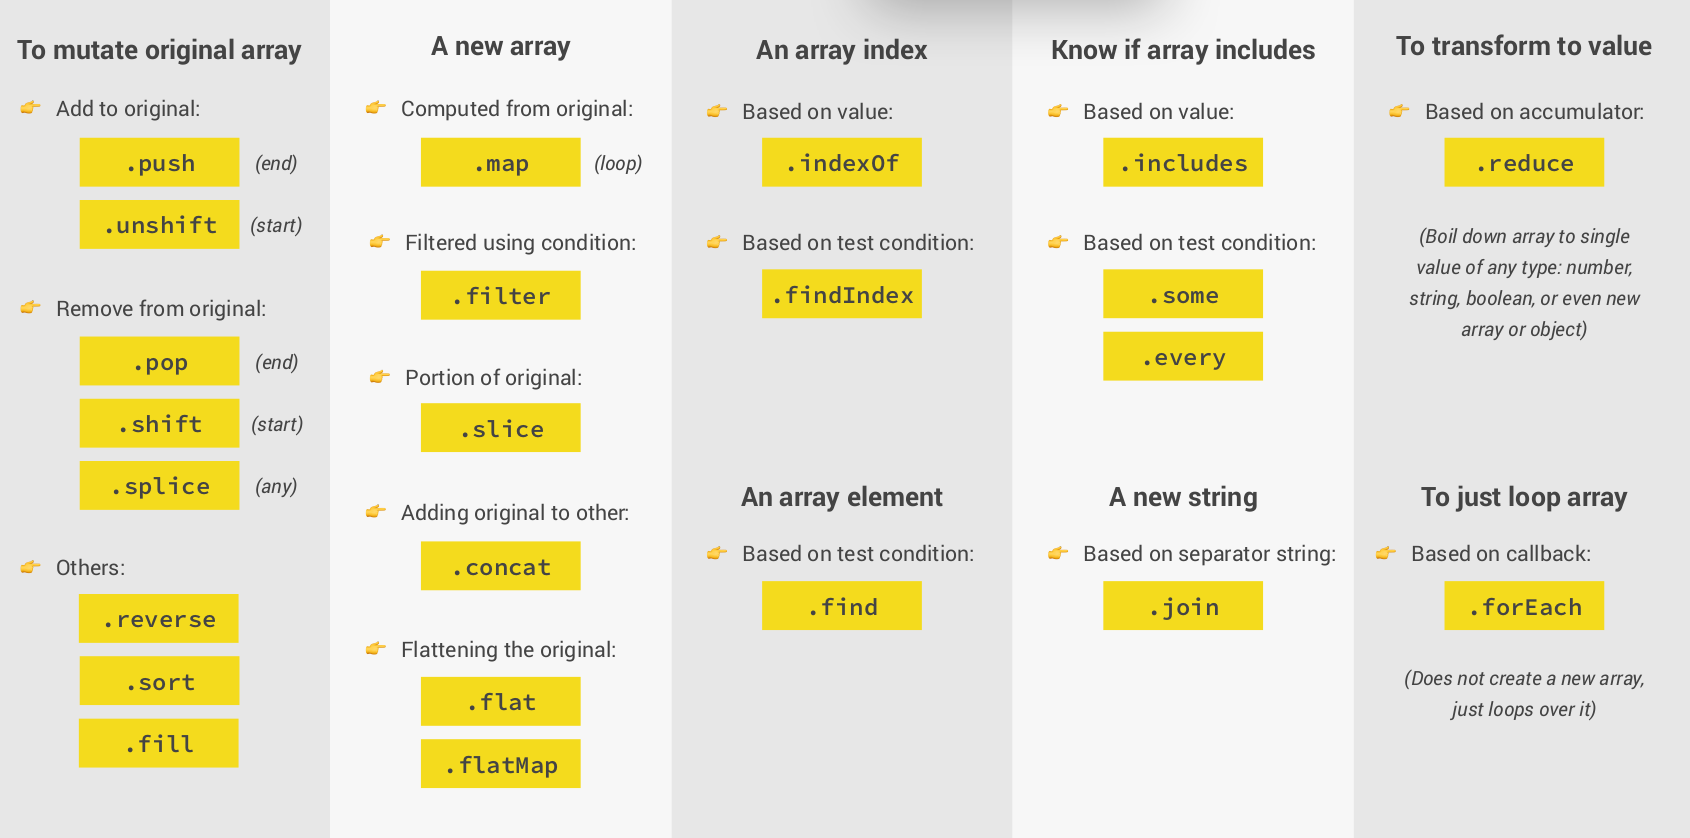 To mutate original array
Add to original:
.push (end)
.unshift (start)
Remove from original:
.pop (end)
.shift (start)
.splice (any)
Others:
.reverse
.sort
.fill
A new array
Computed from original:
.map (loop)
Filtered using condition:
.filter
Portion of original:
.slice
Adding original to other:
.concat
Flattening the original:
.flat
.flatMap
An array index
Based on value:
.indexOf
Based on test condition:
.findIndex
An array element
Based on test condition:
.find
Know if array includes
Based on value:
.includes
Based on test condition:
.some
.every
A new string
Based on separator string:
.join
To transform to value
Based on accumulator:
.reduce
(Boil down array to single
value of any type: number,
string, boolean, or even new
array or object)
To just loop array
Based on callback:
.forEach
(Does not create a new array,
just loops over it)